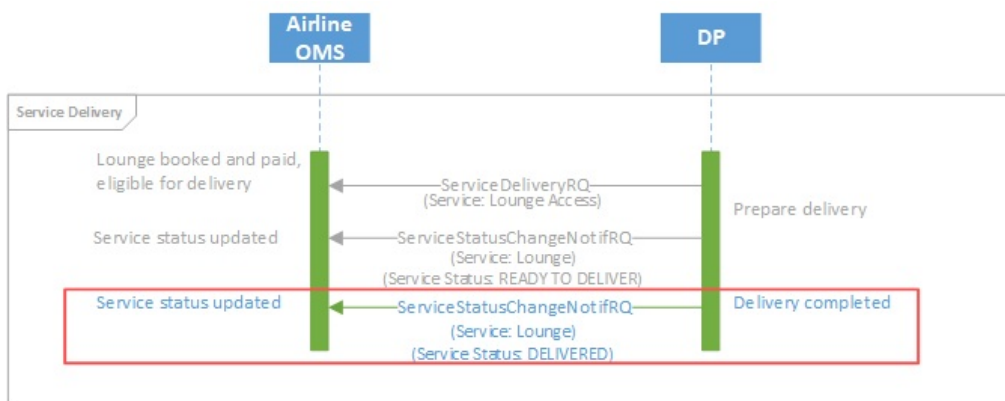 Airline
OMS
DP
Service Delivery
Lounge booked and paid,
eligible for delivery
ServiceDeliveryRQ
(Service: Lounge Access)
Prepare delivery
Service status updated
ServiceStatusChangeNotifRQ
(Service: Lounge)
(Service Status: READY TO DELIVER)
Service status updated
ServiceStatusChangeNotifRQ
Delivery completed
(Service: Lounge)
(Service Status: DELIVERED)